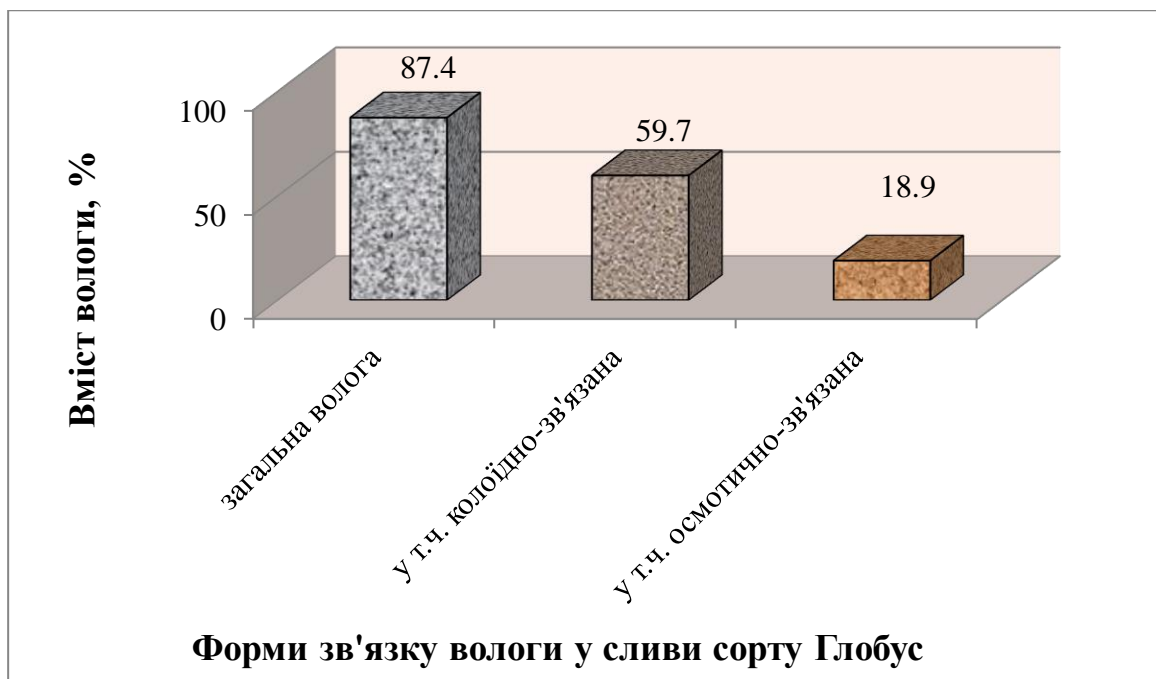 Вміст вологи, %
100
50
0
87.4
59.7
18.9
загальна волога
у т.ч. колоїдно-зв'язана
у т.ч. осмотично-зв'язана
Форми зв'язку вологи у сливи сорту Глобус